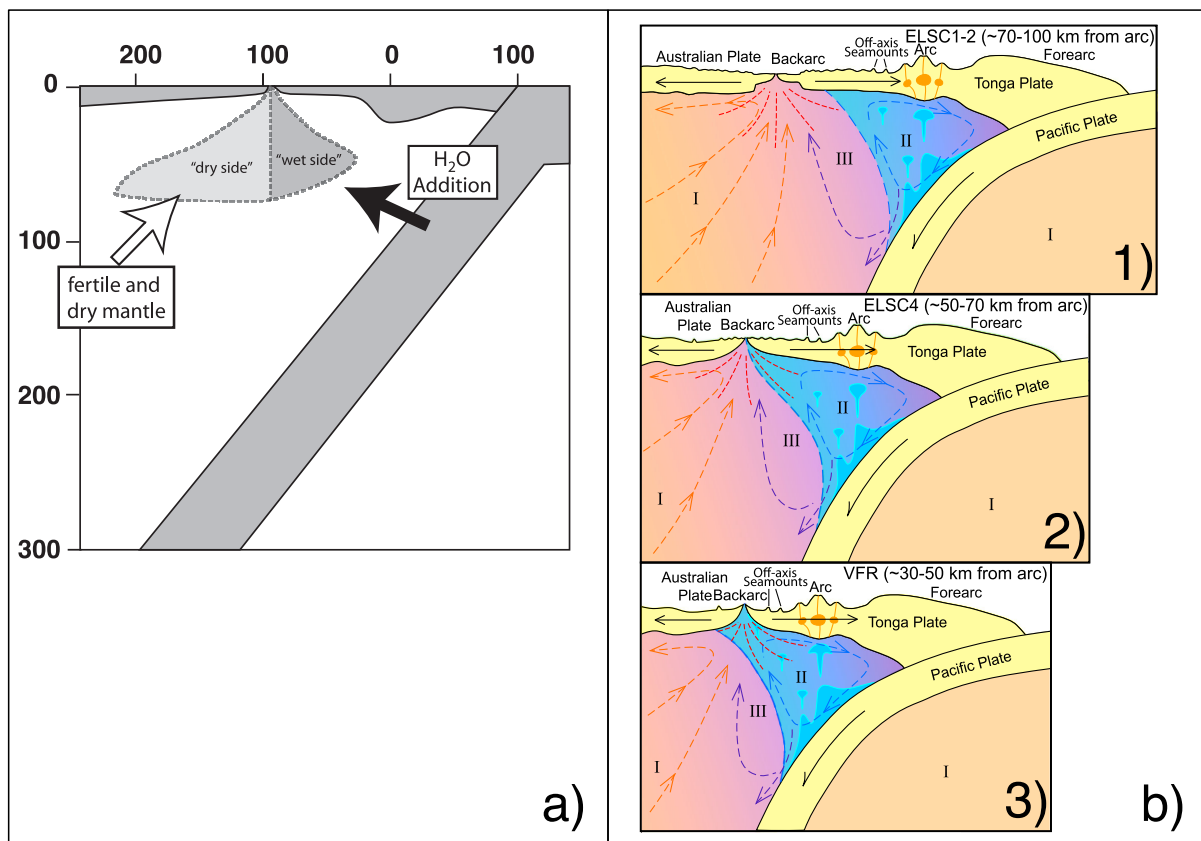 200 100 0 100
0
100
200
300
"dry side"
"wet side"
H2O
Addition
fertile and
dry mantle
a)
ELSC1-2 (~70-100 km from arc)
Off-axis
Seamounts
Arc
Forearc
Australian Plate
Backarc
Tonga Plate
Pacific Plate
I
II
III
I
1)
ELSC4 (~50-70 km from arc)
Off-axis
Seamounts
Arc
Forearc
Australian
Plate
Backarc
Tonga Plate
Pacific Plate
I
II
III
I
2)
VFR (~30-50 km from arc)
Off-axis
Seamounts
Arc
Forearc
Australian
Plate
Backarc
Tonga Plate
Pacific Plate
I
II
III
I
3)
b)